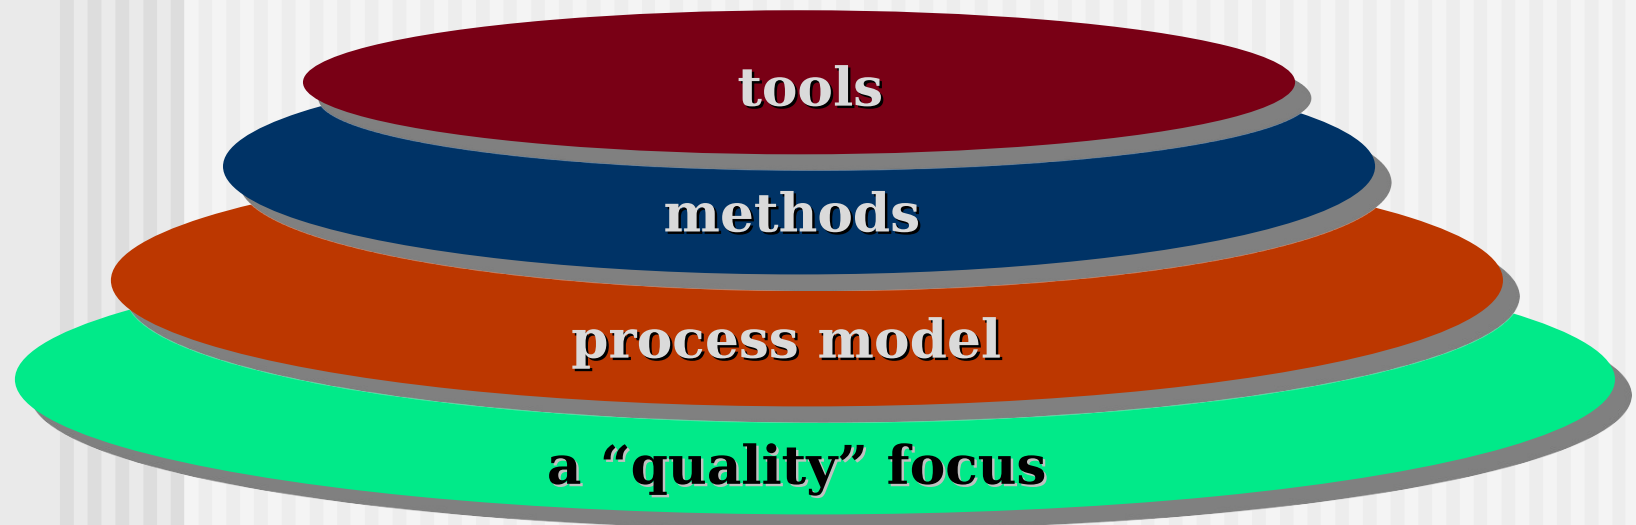 tools
methods
process model
a “quality” focus